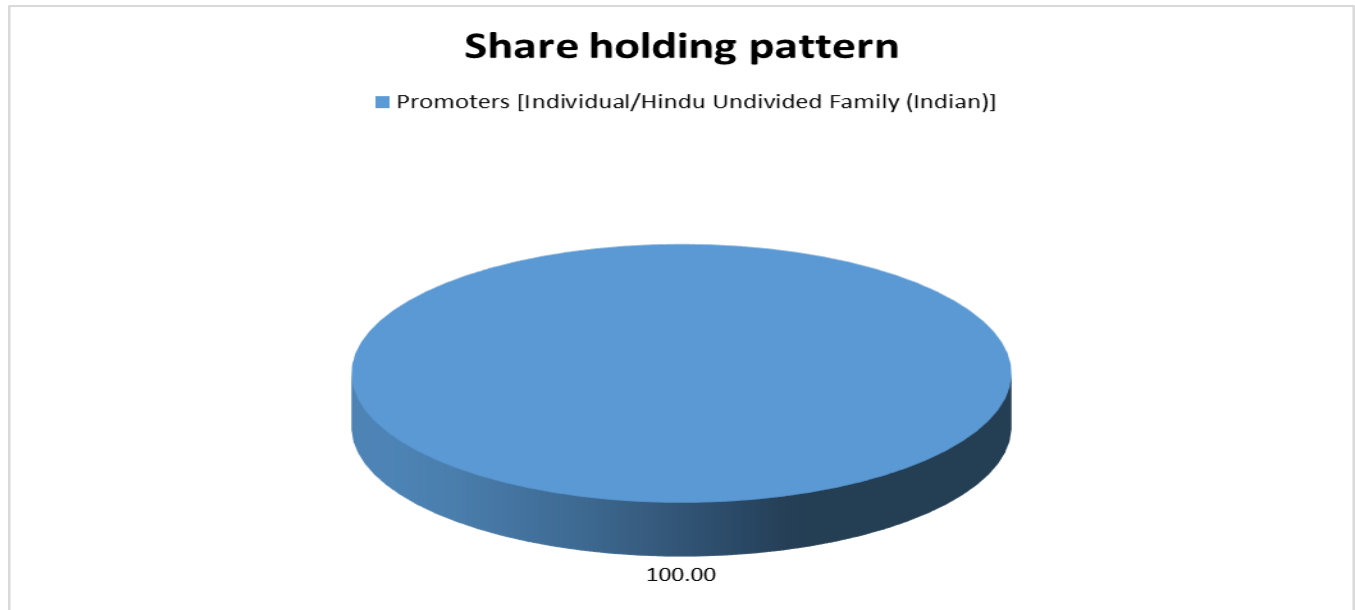 Share holding pattern
Promoters [Individual/Hindu Undivided Family (Indian)]
100.00